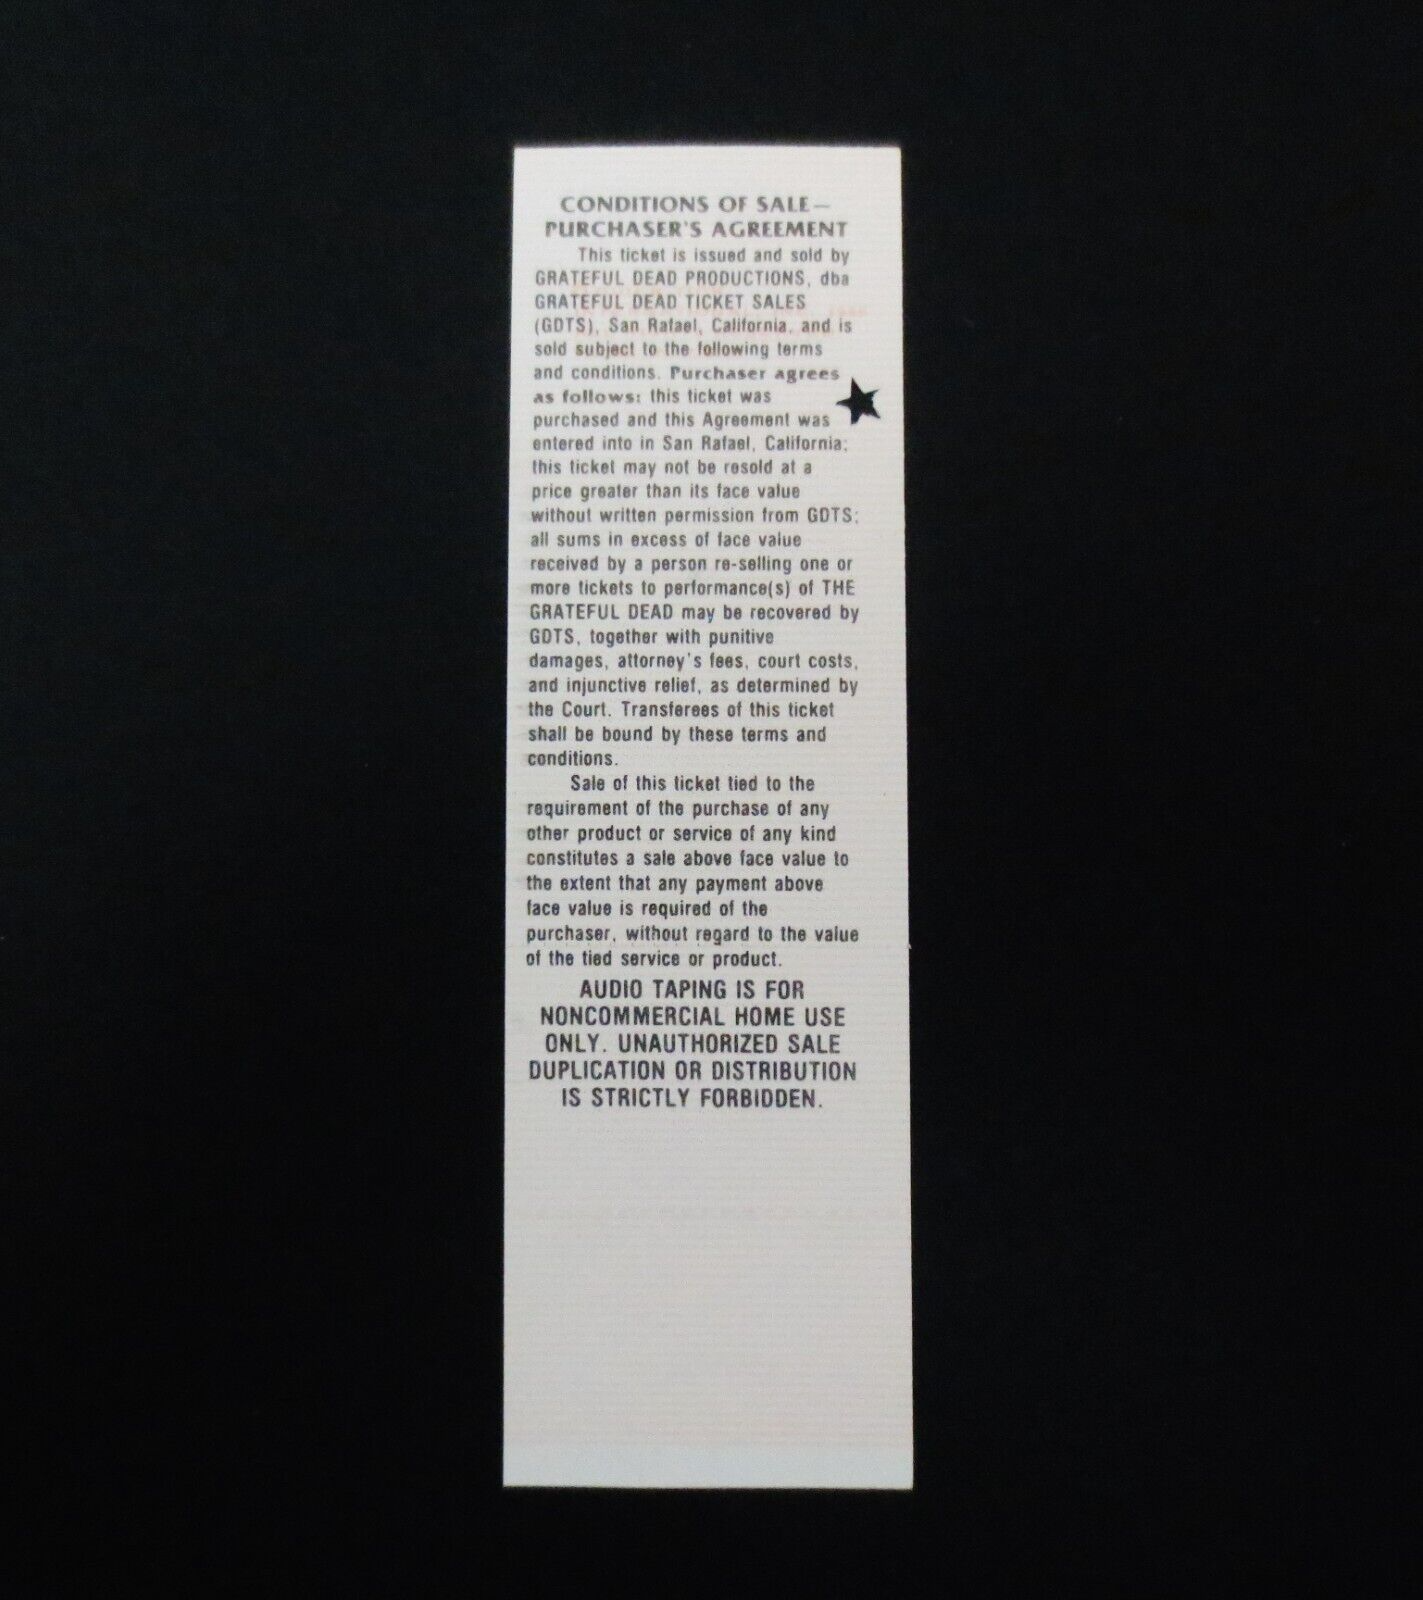 CONDITIONS OF SALE—
PURCHASER'S AGREEMENT
This ticket is issued and sold by
GRATEFUL DEAD PRODUCTIONS, dba
GRATEFUL DEAD TICKET SALES
(GDTS), San Rafael, California, and is
sold subject to the following terms
and conditions. Purchaser agrees
as follows: this ticket was
purchased and this Agreement was
entered into in San Rafael, California;
this ticket may not be resold at a
price greater than its face value
without written permission from GDTS;
all sums in excess of face value
received by a person re-selling one or
more tickets to performance(s) of THE
GRATEFUL DEAD may be recovered by
GDTS, together with punitive
damages, attorney's fees, court costs,
and injunctive relief, as determined by
the Court. Transferees of this ticket
shall be bound by these terms and
conditions.
Sale of this ticket tied to the
requirement of the purchase of any
other product or service of any kind
constitutes a sale above face value to
the extent that any payment above
face value is required of the
purchaser, without regard to the value
of the tied service or product.
AUDIO TAPING IS FOR
NONCOMMERCIAL HOME USE
ONLY. UNAUTHORIZED SALE
DUPLICATION OR DISTRIBUTION
IS STRICTLY FORBIDDEN.